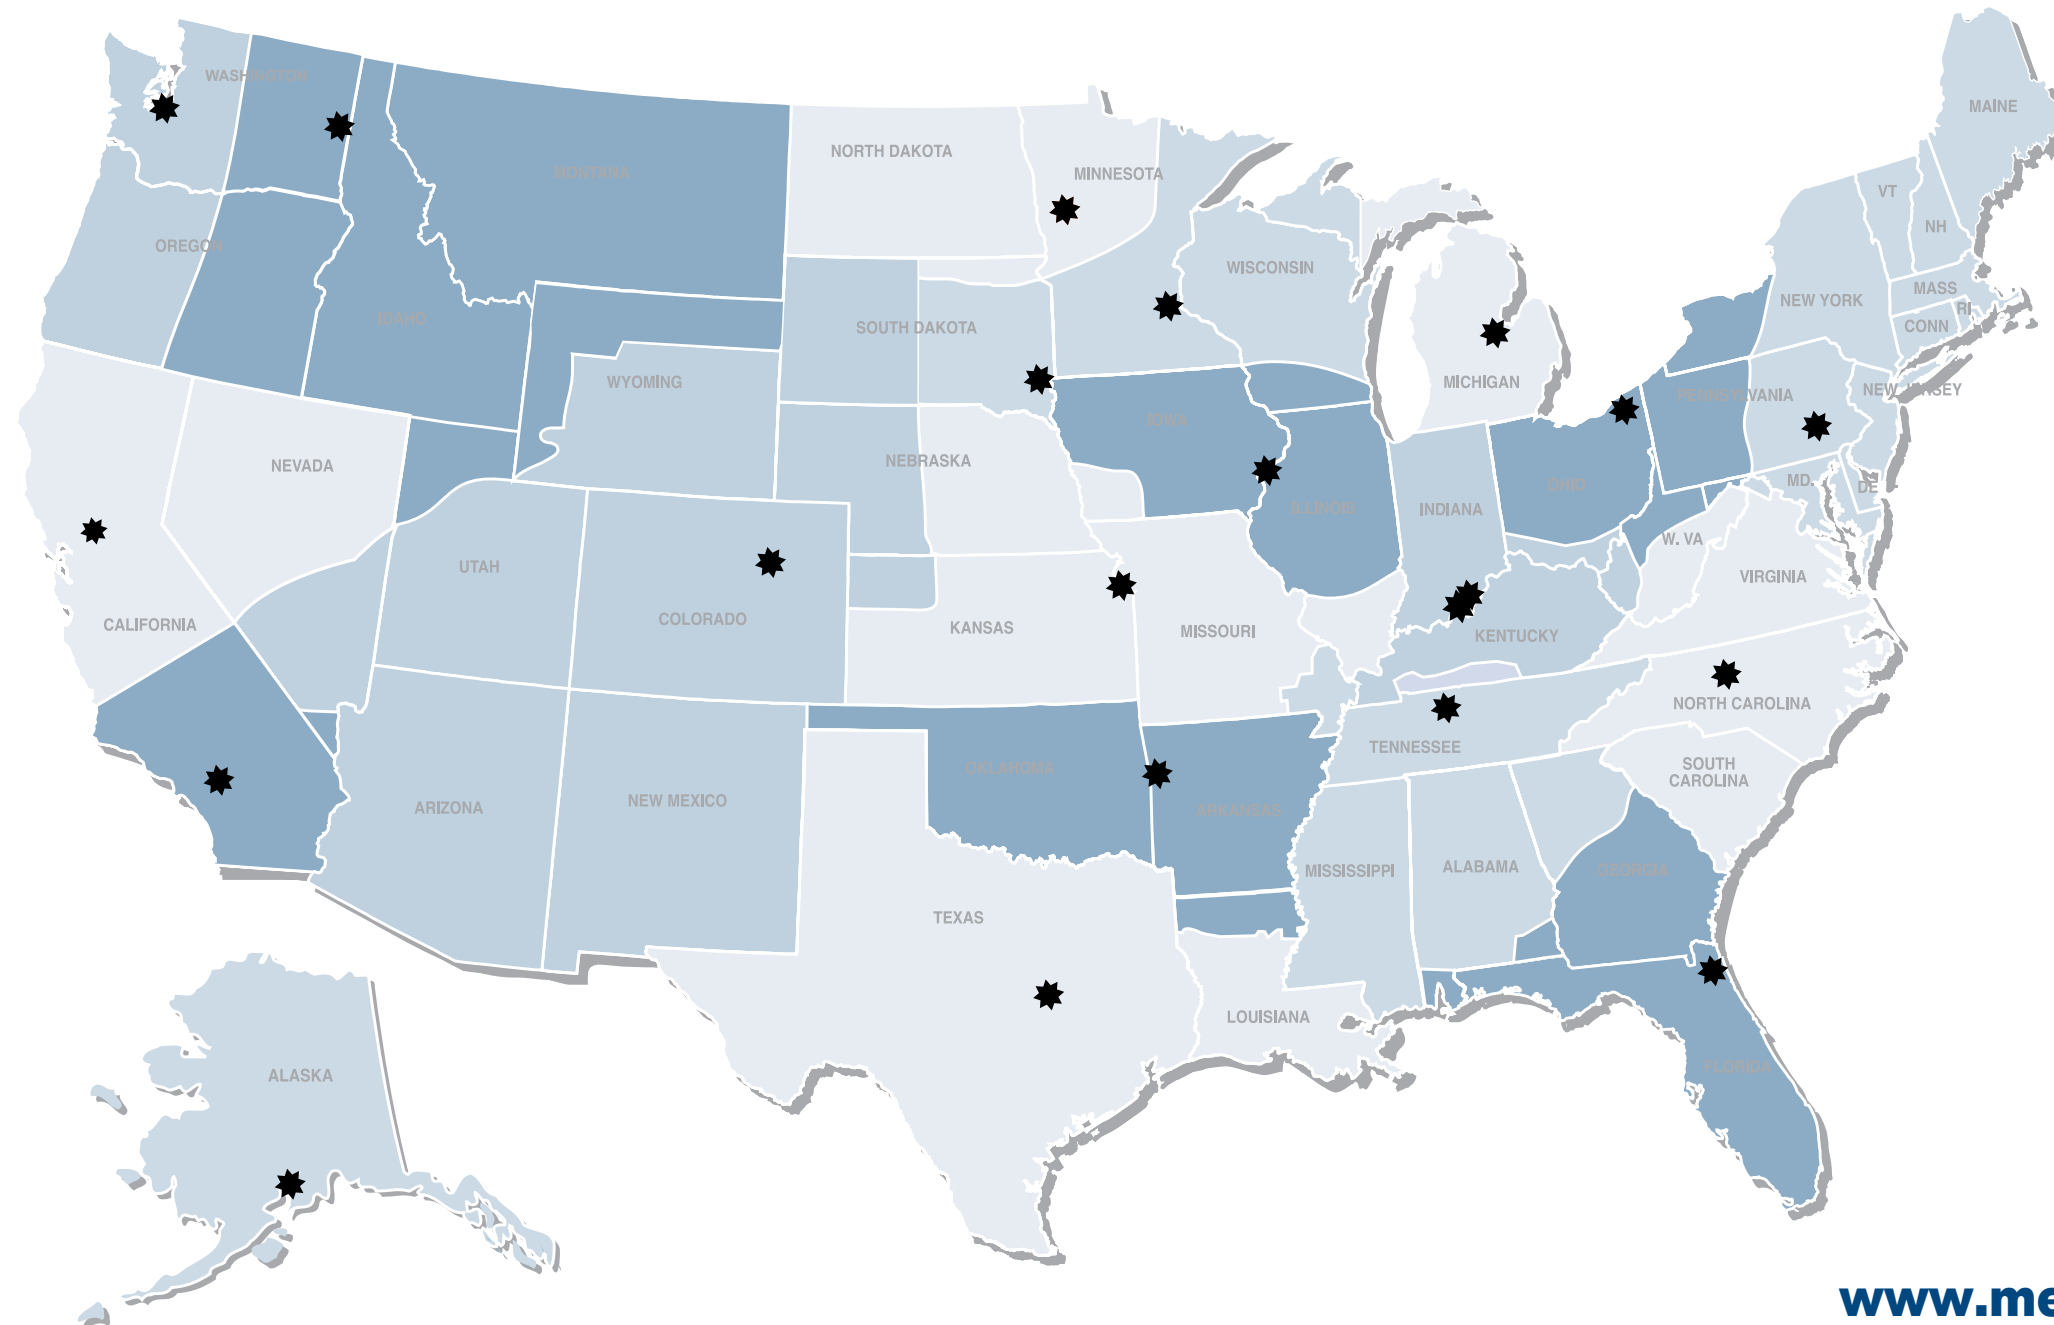 MAINE
WASHINGTON
NORTH DAKOTA
MONTANA
MINNESOTA
VT
NH
OREGON
WISCONSIN
MASS
NEW YORK
RI
IDAHO
SOUTH DAKOTA
CONN
WYOMING
MICHIGAN
PENNSYLVANIA
NEW JERSEY
IOWA
NEVADA
NEBRASKA
MD.
OHIO
DE
ILLINOIS
INDIANA
W. VA
UTAH
VIRGINIA
CALIFORNIA
COLORADO
KANSAS
MISSOURI
KENTUCKY
NORTH CAROLINA
TENNESSEE
SOUTH
CAROLINA
OKLAHOMA
ARIZONA
NEW MEXICO
ARKANSAS
MISSISSIPPI
ALABAMA
GEORGIA
TEXAS
LOUISIANA
FLORIDA
ALASKA
www.me